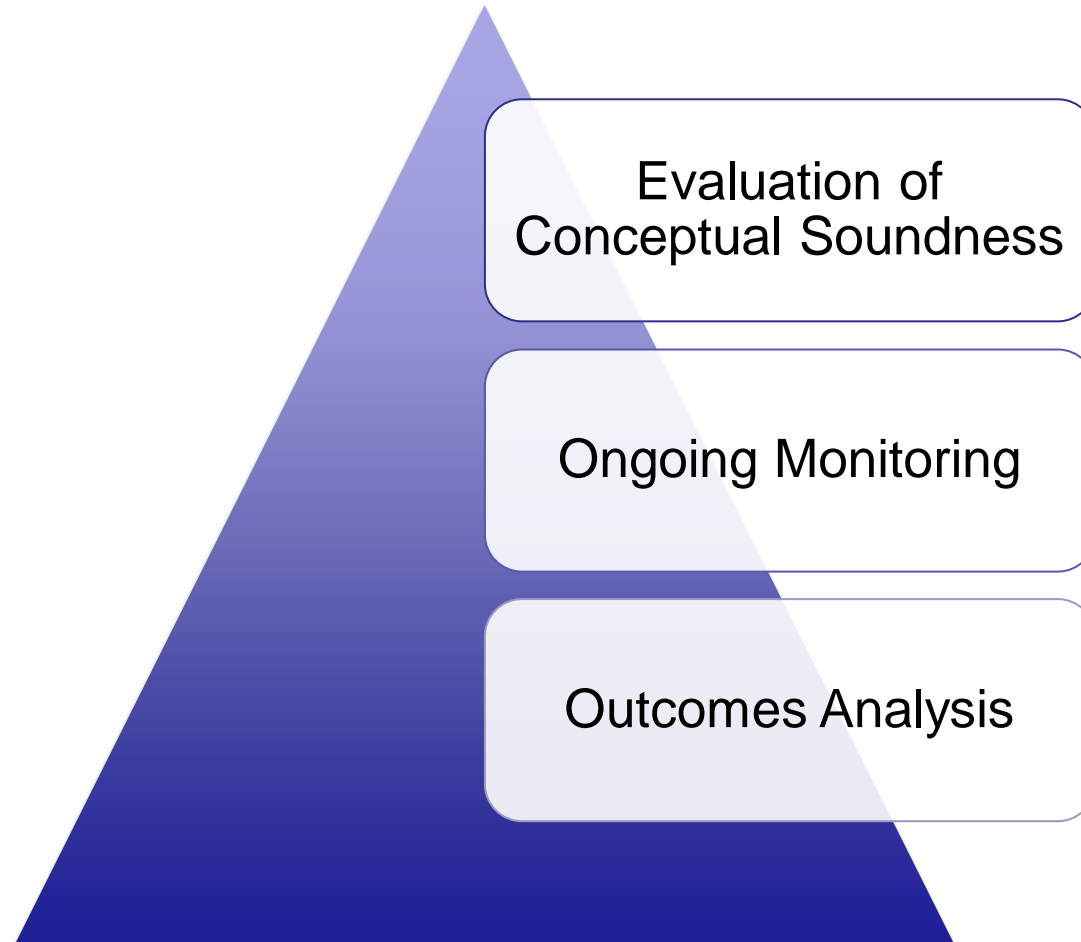 Evaluation of
Conceptual Soundness
Ongoing Monitoring
Outcomes Analysis